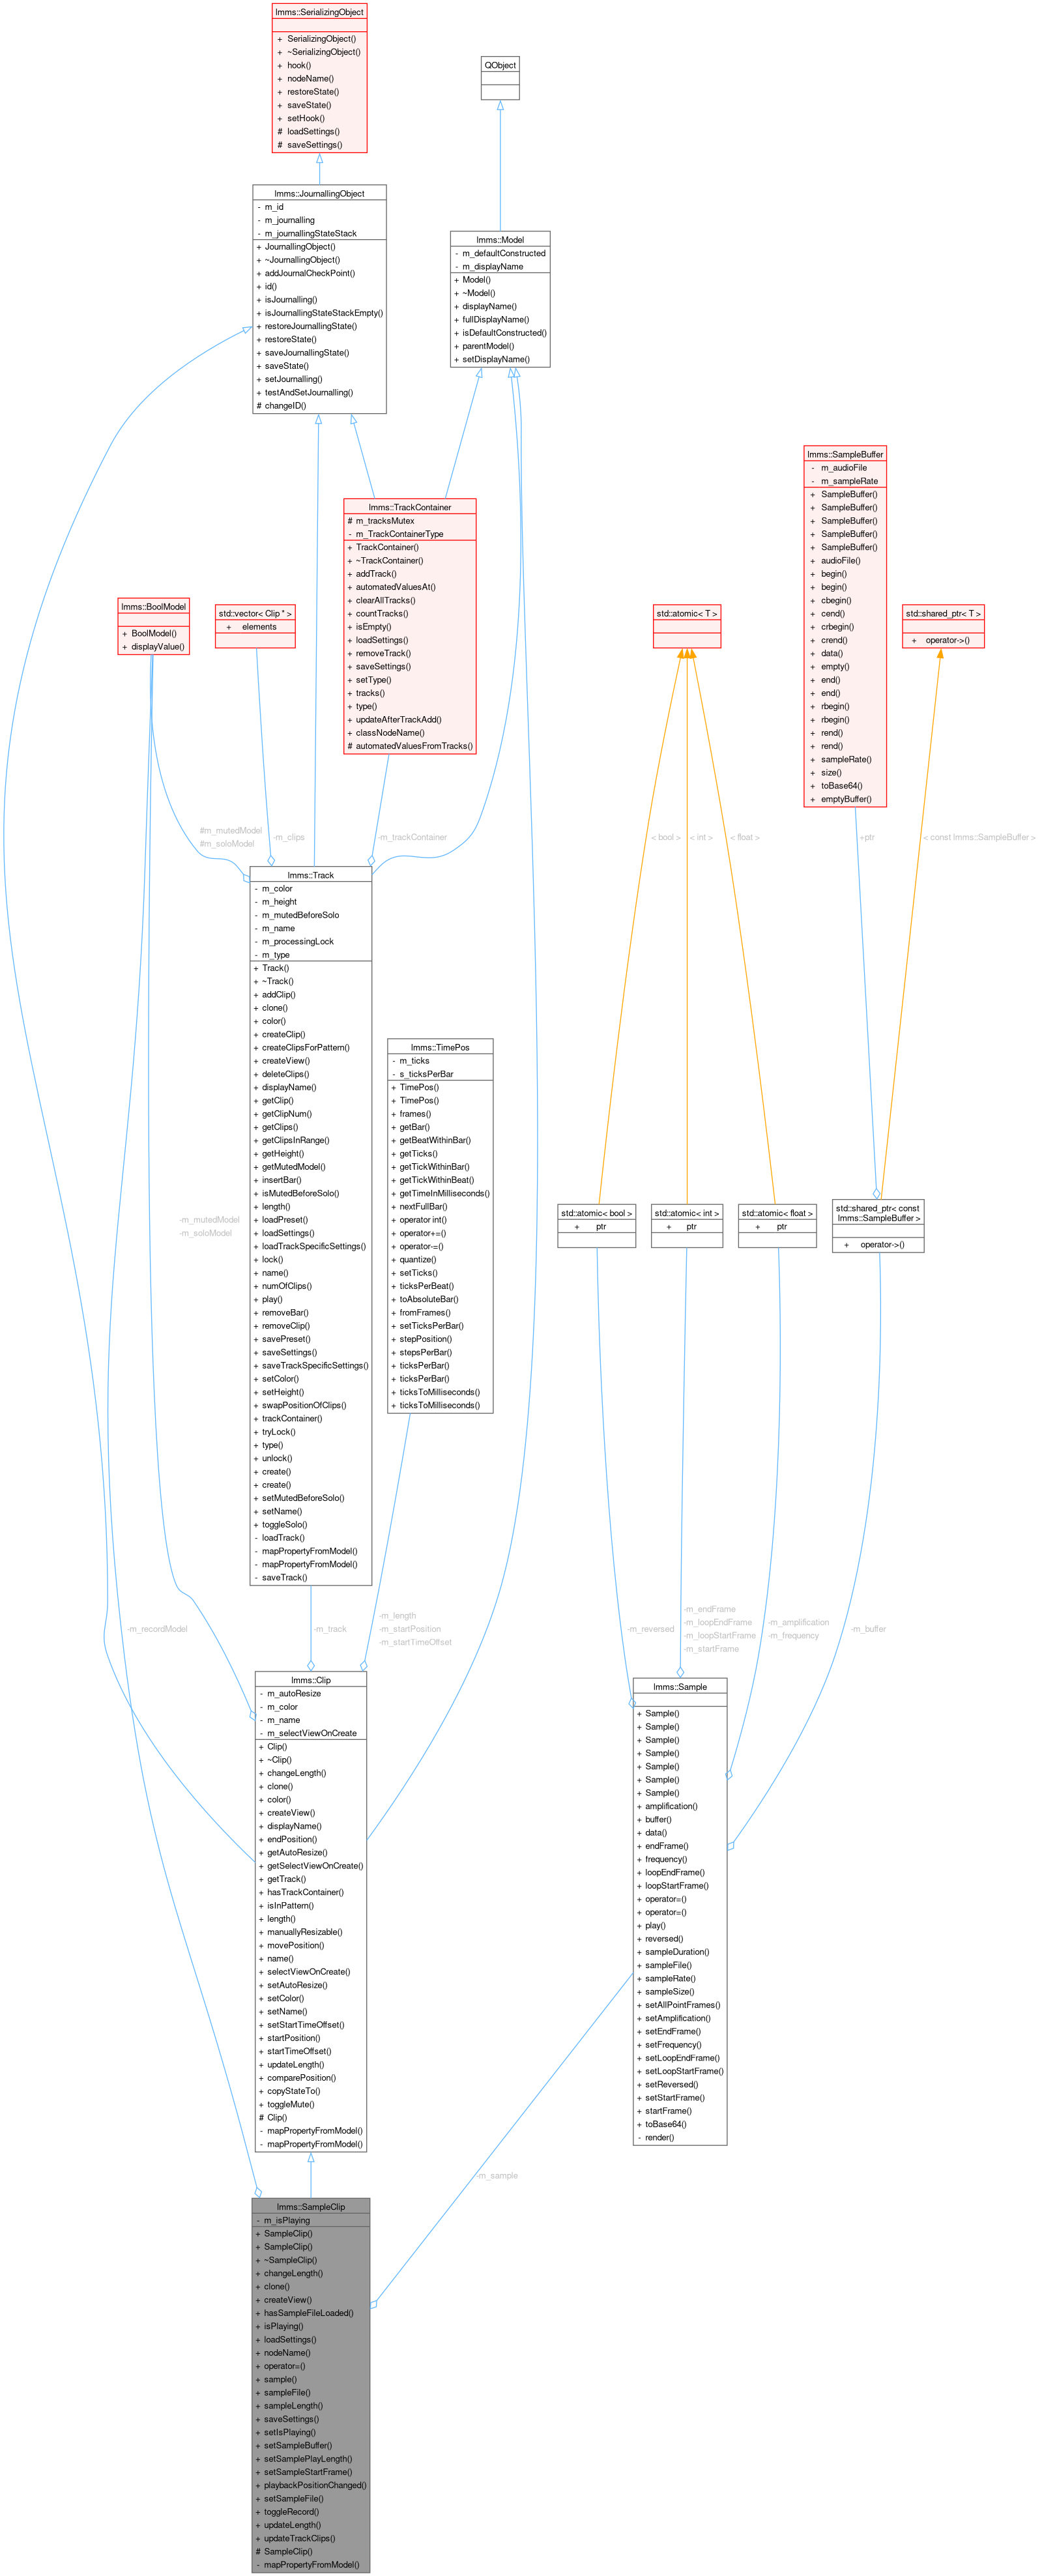 lmms::SerializingObject
+ SerializingObject()
+ ~SerializingObject()
+ hook()
+ nodeName()
+ restoreState()
+ saveState()
+ setHook()
# loadSettings()
# saveSettings()
QObject
lmms::JournallingObject
- m_id
- m_journalling
- m_journallingStateStack
+ JournallingObject()
+ ~JournallingObject()
+ addJournalCheckPoint()
+ id()
+ isJournalling()
+ isJournallingStateStackEmpty()
+ restoreJournallingState()
+ restoreState()
+ saveJournallingState()
+ saveState()
+ setJournalling()
+ testAndSetJournalling()
# changeID()
lmms::Model
- m_defaultConstructed
- m_displayName
+ Model()
+ ~Model()
+ displayName()
+ fullDisplayName()
+ isDefaultConstructed()
+ parentModel()
+ setDisplayName()
lmms::TrackContainer
# m_tracksMutex
- m_TrackContainerType
+ TrackContainer()
+ ~TrackContainer()
+ addTrack()
+ automatedValuesAt()
+ clearAllTracks()
+ countTracks()
+ isEmpty()
+ loadSettings()
+ removeTrack()
+ saveSettings()
+ setType()
+ tracks()
+ type()
+ updateAfterTrackAdd()
+ classNodeName()
# automatedValuesFromTracks()
lmms::SampleBuffer
- m_audioFile
- m_sampleRate
+ SampleBuffer()
+ SampleBuffer()
+ SampleBuffer()
+ SampleBuffer()
+ SampleBuffer()
+ audioFile()
+ begin()
+ begin()
+ cbegin()
+ cend()
+ crbegin()
+ crend()
+ data()
+ empty()
+ end()
+ end()
+ rbegin()
+ rbegin()
+ rend()
+ rend()
+ sampleRate()
+ size()
+ toBase64()
+ emptyBuffer()
lmms::BoolModel
+ BoolModel()
+ displayValue()
std::vector< Clip * >
+ elements
std::atomic< T >
std::shared_ptr< T >
+ operator->()
#m_mutedModel
#m_soloModel
-m_clips
-m_trackContainer
< bool >
< int >
< float >
+ptr
< const lmms::SampleBuffer >
lmms::Track
- m_color
- m_height
- m_mutedBeforeSolo
- m_name
- m_processingLock
- m_type
+ Track()
+ ~Track()
+ addClip()
+ clone()
+ color()
+ createClip()
+ createClipsForPattern()
+ createView()
+ deleteClips()
+ displayName()
+ getClip()
+ getClipNum()
+ getClips()
+ getClipsInRange()
+ getHeight()
+ getMutedModel()
+ insertBar()
+ isMutedBeforeSolo()
+ length()
+ loadPreset()
+ loadSettings()
+ loadTrackSpecificSettings()
+ lock()
+ name()
+ numOfClips()
+ play()
+ removeBar()
+ removeClip()
+ savePreset()
+ saveSettings()
+ saveTrackSpecificSettings()
+ setColor()
+ setHeight()
+ swapPositionOfClips()
+ trackContainer()
+ tryLock()
+ type()
+ unlock()
+ create()
+ create()
+ setMutedBeforeSolo()
+ setName()
+ toggleSolo()
- loadTrack()
- mapPropertyFromModel()
- mapPropertyFromModel()
- saveTrack()
lmms::TimePos
- m_ticks
- s_ticksPerBar
+ TimePos()
+ TimePos()
+ frames()
+ getBar()
+ getBeatWithinBar()
+ getTicks()
+ getTickWithinBar()
+ getTickWithinBeat()
+ getTimeInMilliseconds()
+ nextFullBar()
+ operator int()
+ operator+=()
+ operator-=()
+ quantize()
+ setTicks()
+ ticksPerBeat()
+ toAbsoluteBar()
+ fromFrames()
+ setTicksPerBar()
+ stepPosition()
+ stepsPerBar()
+ ticksPerBar()
+ ticksPerBar()
+ ticksToMilliseconds()
+ ticksToMilliseconds()
std::atomic< bool >
+ ptr
std::atomic< int >
+ ptr
std::atomic< float >
+ ptr
std::shared_ptr< const
lmms::SampleBuffer >
+ operator->()
-m_mutedModel
-m_soloModel
-m_recordModel
-m_track
-m_length
-m_startPosition
-m_startTimeOffset
-m_reversed
-m_endFrame
-m_loopEndFrame
-m_loopStartFrame
-m_startFrame
-m_amplification
-m_frequency
-m_buffer
lmms::Clip
- m_autoResize
- m_color
- m_name
- m_selectViewOnCreate
+ Clip()
+ ~Clip()
+ changeLength()
+ clone()
+ color()
+ createView()
+ displayName()
+ endPosition()
+ getAutoResize()
+ getSelectViewOnCreate()
+ getTrack()
+ hasTrackContainer()
+ isInPattern()
+ length()
+ manuallyResizable()
+ movePosition()
+ name()
+ selectViewOnCreate()
+ setAutoResize()
+ setColor()
+ setName()
+ setStartTimeOffset()
+ startPosition()
+ startTimeOffset()
+ updateLength()
+ comparePosition()
+ copyStateTo()
+ toggleMute()
# Clip()
- mapPropertyFromModel()
- mapPropertyFromModel()
lmms::Sample
+ Sample()
+ Sample()
+ Sample()
+ Sample()
+ Sample()
+ Sample()
+ Sample()
+ amplification()
+ buffer()
+ data()
+ endFrame()
+ frequency()
+ loopEndFrame()
+ loopStartFrame()
+ operator=()
+ operator=()
+ play()
+ reversed()
+ sampleDuration()
+ sampleFile()
+ sampleRate()
+ sampleSize()
+ setAllPointFrames()
+ setAmplification()
+ setEndFrame()
+ setFrequency()
+ setLoopEndFrame()
+ setLoopStartFrame()
+ setReversed()
+ setStartFrame()
+ startFrame()
+ toBase64()
- render()
-m_sample
lmms::SampleClip
- m_isPlaying
+ SampleClip()
+ SampleClip()
+ ~SampleClip()
+ changeLength()
+ clone()
+ createView()
+ hasSampleFileLoaded()
+ isPlaying()
+ loadSettings()
+ nodeName()
+ operator=()
+ sample()
+ sampleFile()
+ sampleLength()
+ saveSettings()
+ setIsPlaying()
+ setSampleBuffer()
+ setSamplePlayLength()
+ setSampleStartFrame()
+ playbackPositionChanged()
+ setSampleFile()
+ toggleRecord()
+ updateLength()
+ updateTrackClips()
# SampleClip()
- mapPropertyFromModel()